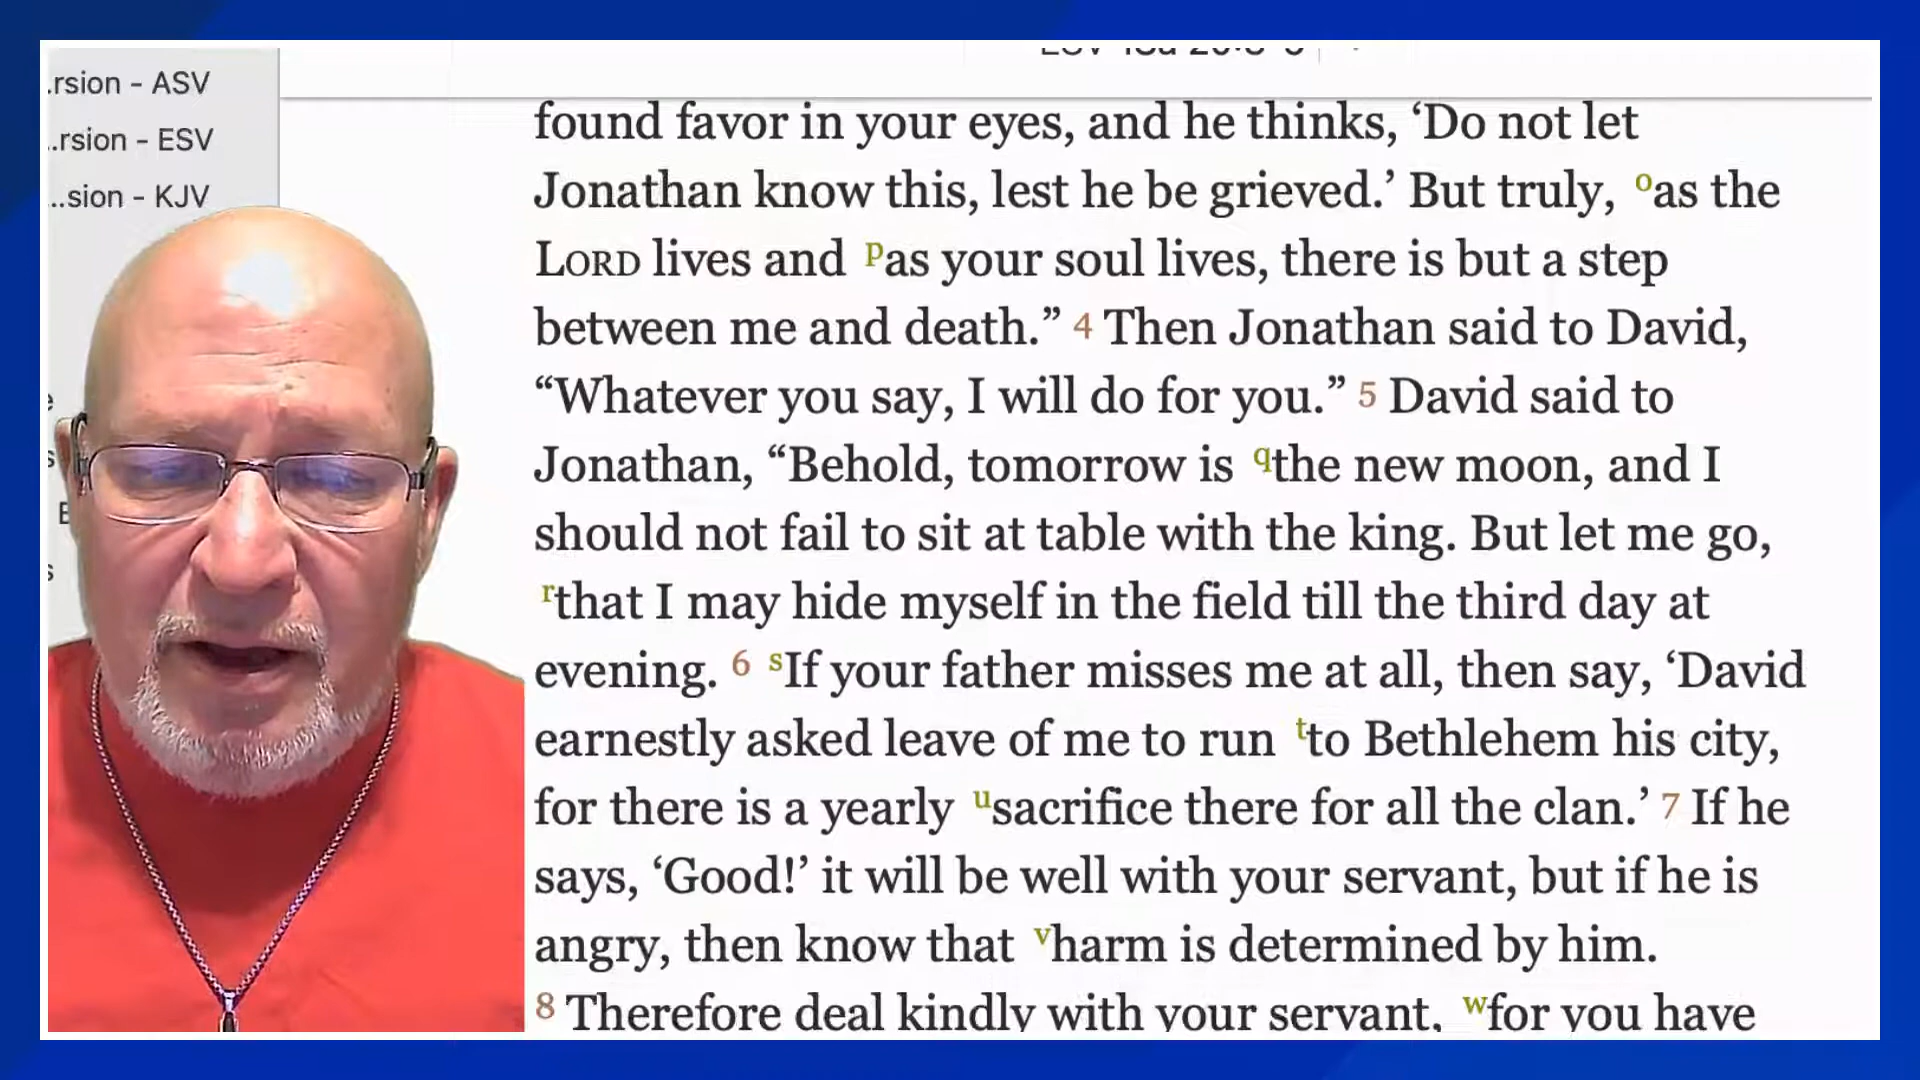 .rsion – ASV
..rsion – ESV
..sion – KJV
found favor in your eyes, and he thinks, ‘Do not let
Jonathan know this, lest he be grieved.’ But truly, oas the
LORD lives and pas your soul lives, there is but a step
between me and death.” 4 Then Jonathan said to David,
“Whatever you say, I will do for you.” 5 David said to
Jonathan, “Behold, tomorrow is qthe new moon, and I
should not fail to sit at table with the king. But let me go,
rthat I may hide myself in the field till the third day at
evening. 6 sIf your father misses me at all, then say, ‘David
earnestly asked leave of me to run tto Bethlehem his city,
for there is a yearly usacrifice there for all the clan.’ 7 If he
says, ‘Good!’ it will be well with your servant, but if he is
angry, then know that vharm is determined by him.
8 Therefore deal kindly with your servant, wfor you have